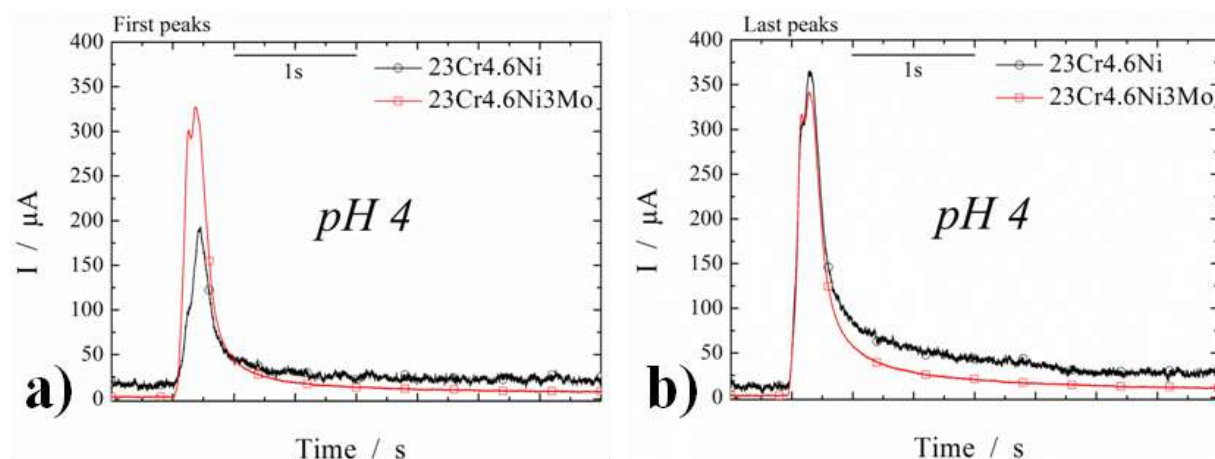 First peaks
400
350
300
250
200
150
100
50
0
I / μA
1s
23Cr4.6Ni
23Cr4.6Ni3Mo
pH 4
a)
Time / s
Last peaks
400
350
300
250
200
150
100
50
0
I / μA
1s
23Cr4.6Ni
23Cr4.6Ni3Mo
pH 4
b)
Time / s